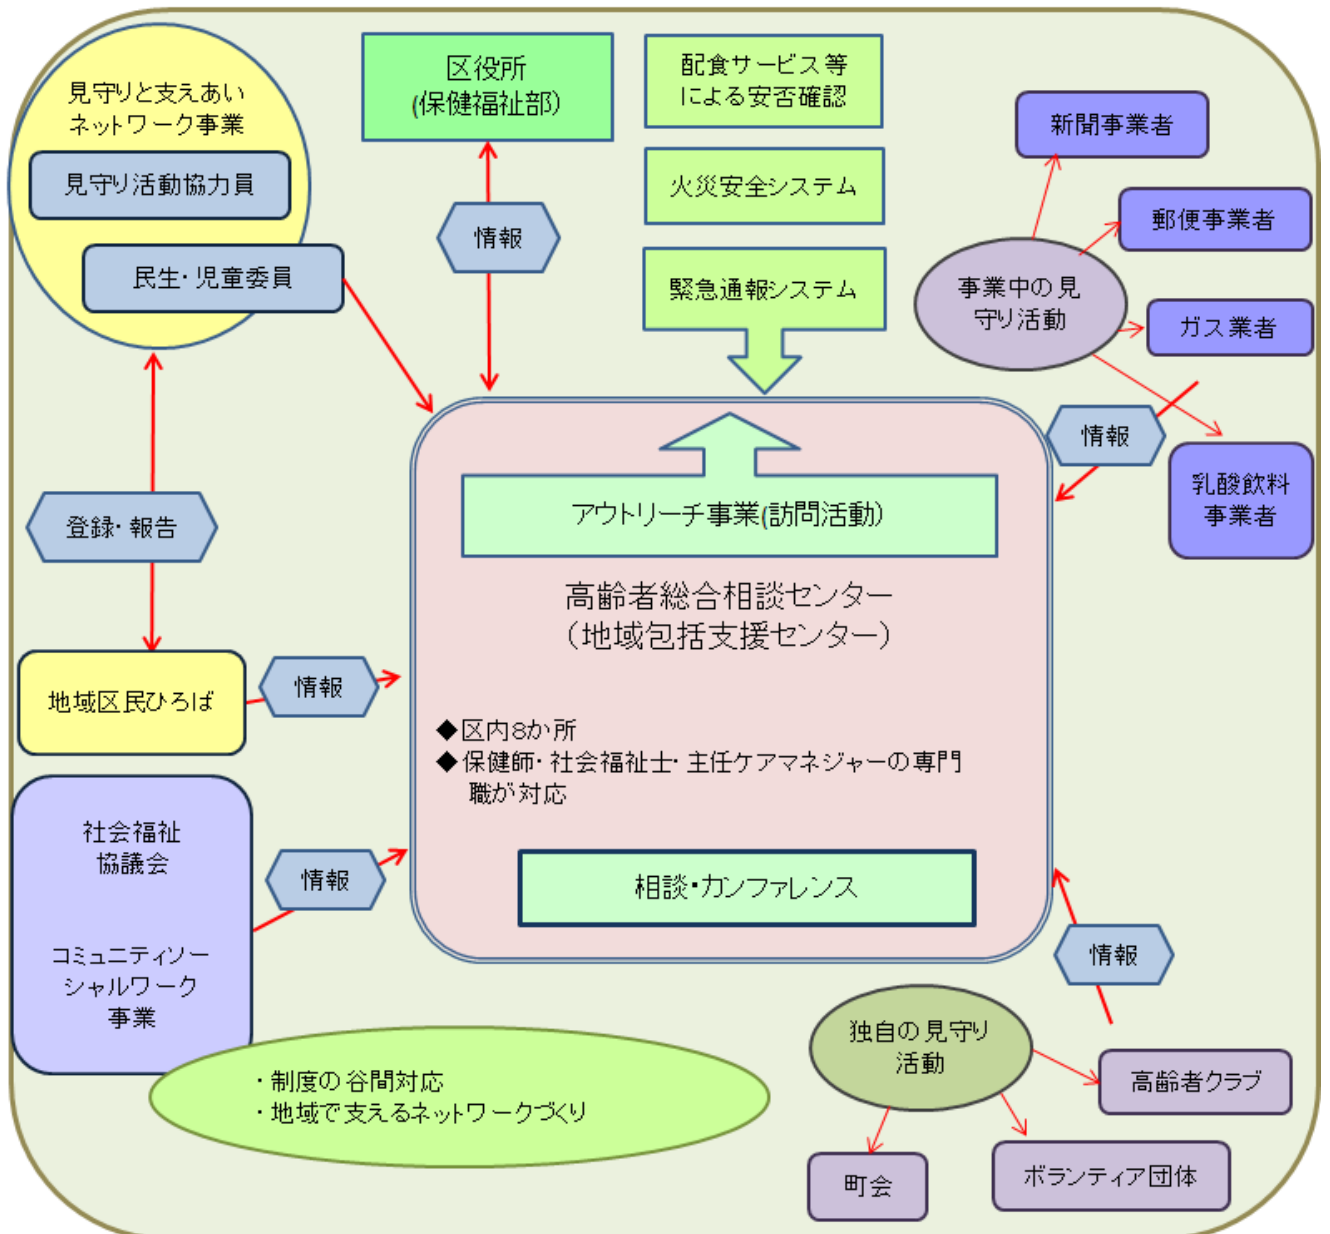 見守りと支えあい
ネットワーク事業
見守り活動協力員
民生・児童委員
区役所
(保健福祉部)
情報
配食サービス等
による安否確認
火災安全システム
緊急通報システム
新聞事業者
郵便事業者
事業中の見
守り活動
ガス業者
情報
乳酸飲料
事業者
登録・報告
アウトリーチ事業(訪問活動)
高齢者総合相談センター
(地域包括支援センター)
地域区民ひろば
情報
◆区内8か所
◆保健師・社会福祉士・主任ケアマネジャーの専門
職が対応
社会福祉
協議会
コミュニティソー
シャルワーク
事業
情報
相談・カンファレンス
情報
・制度の谷間対応
・地域で支えるネットワークづくり
独自の見守り
活動
高齢者クラブ
ボランティア団体
町会